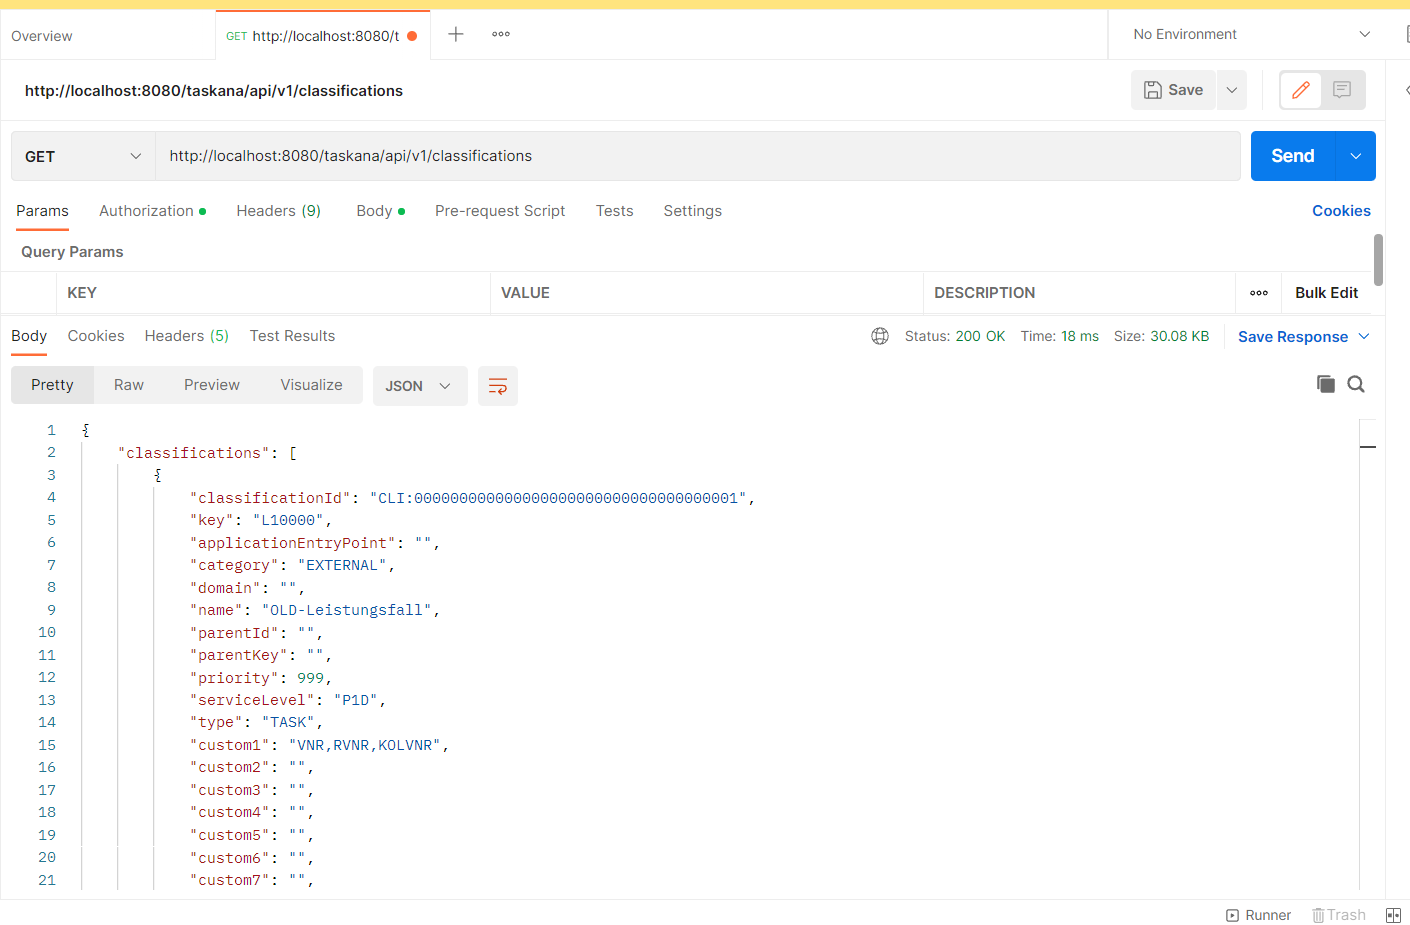 Overview
GET http://localhost:8080/t
No Environment
http://localhost:8080/taskana/api/v1/classifications
Save
GET
http://localhost:8080/taskana/api/v1/classifications
Send
Params Authorization Headers (9) Body Pre-request Script Tests Settings Cookies
Query Params
KEY VALUE DESCRIPTION Bulk Edit
Body Cookies Headers (5) Test Results Status: 200 OK Time: 18 ms Size: 30.08 KB Save Response
Pretty Raw Preview Visualize JSON
1 {
2 "classifications": [
3 {
4 "classificationId": "CLI:000000000000000000000000000000000001",
5 "key": "L10000",
6 "applicationEntryPoint": "",
7 "category": "EXTERNAL",
8 "domain": "",
9 "name": "OLD-Leistungsfall",
10 "parentId": "",
11 "parentKey": "",
12 "priority": 999,
13 "serviceLevel": "P1D",
14 "type": "TASK",
15 "custom1": "VNR,RVNR,KOLVNR",
16 "custom2": "",
17 "custom3": "",
18 "custom4": "",
19 "custom5": "",
20 "custom6": "",
21 "custom7": "",
Runner Trash